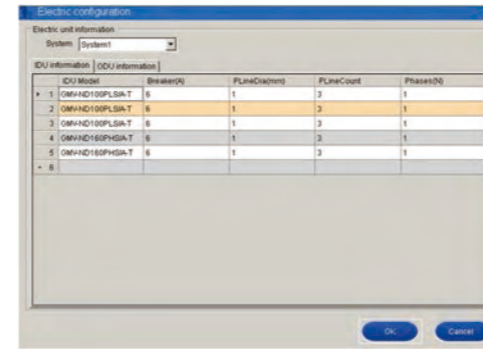 Electric configuration
Electric unit information
System System1
IDU information ODU information
IDU Model Breaker(A) PLineDia(mm) PLineCount Phases(N)
1 GMV-ND100PLS/A-T 6 1 3 1
2 GMV-ND100PLS/A-T 6 1 3 1
3 GMV-ND100PLS/A-T 6 1 3 1
4 GMV-ND160PHS/A-T 6 1 3 1
5 GMV-ND160PHS/A-T 6 1 3 1
6
OK Cancel